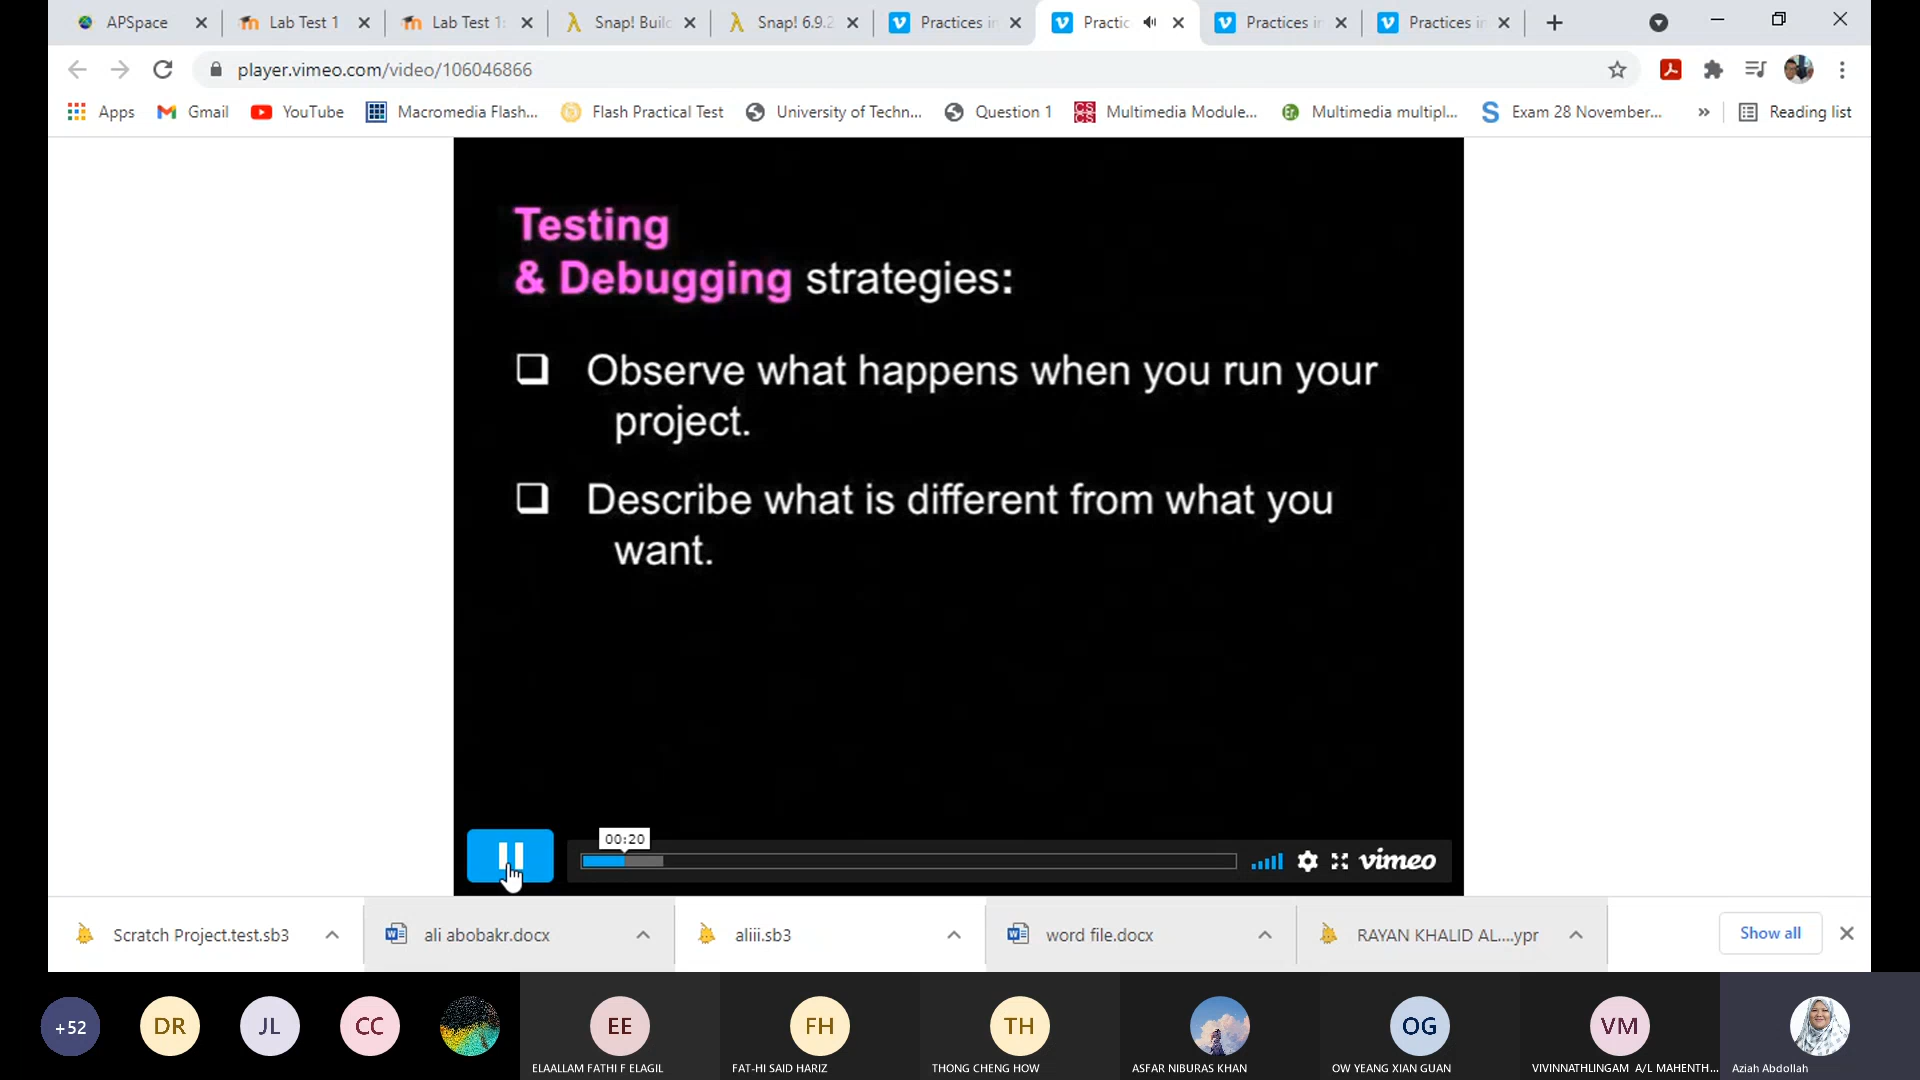 APSpace
Lab Test 1
Lab Test 1:
Snap! Buil
Snap! 6.9.2
Practices in
Practic
Practices in
Practices in
player.vimeo.com/video/106046866
Apps
Gmail
YouTube
Macromedia Flash...
Flash Practical Test
University of Techn...
Question 1
CS
CS
Multimedia Module...
Multimedia multipl...
Exam 28 November...
»
Reading list
Testing
& Debugging strategies:
Observe what happens when you run your
project.
Describe what is different from what you
want.
00:20
vimeo
Scratch Project.test.sb3
ali abobakr.docx
aliii.sb3
word file.docx
RAYAN KHALID AL....ypr
Show all
+52
DR
JL
CC
EE
FH
TH
OG
VM
ELAALLAM FATHI F ELAGIL
FAT-HI SAID HARIZ
THONG CHENG HOW
ASFAR NIBURAS KHAN
OW YEANG XIAN GUAN
VIVINNATHLINGAM A/L MAHENTH...
Aziah Abdollah